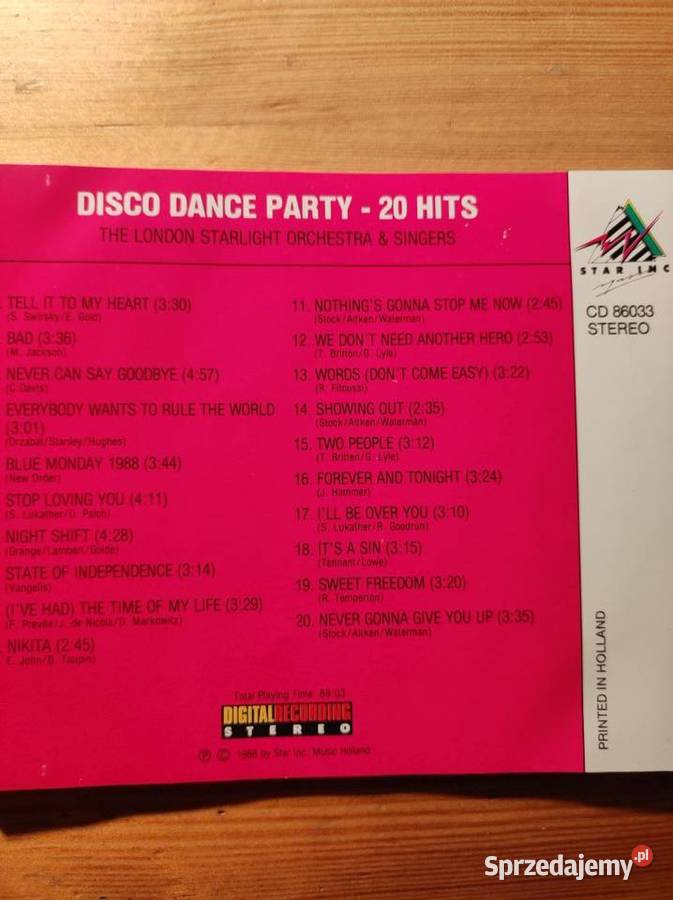 DISCO DANCE PARTY - 20 HITS
THE LONDON STARLIGHT ORCHESTRA & SINGERS
TELL IT TO MY HEART (3:30)
(S. Swirsky/E. Gold)
BAD (3:36)
(M. Jackson)
NEVER CAN SAY GOODBYE (4:57)
(C. Davis)
EVERYBODY WANTS TO RULE THE WORLD
(3:01)
(Orzabal/Stanley/Hughes)
BLUE MONDAY 1988 (3:44)
(New Order)
STOP LOVING YOU (4:11)
(S. Lukather/D. Paich)
NIGHT SHIFT (4:28)
(Grange/Lambert/Golde)
STATE OF INDEPENDENCE (3:14)
(Vangelis)
(I'VE HAD) THE TIME OF MY LIFE (3:29)
(F. Previte/J. de Nicola/D. Markowitz)
NIKITA (2:45)
E. John/B. Taupin)
11. NOTHING'S GONNA STOP ME NOW (2:45)
(Stock/Aitken/Waterman)
12. WE DON'T NEED ANOTHER HERO (2:53)
(T. Britton/G. Lyle)
13. WORDS (DON'T COME EASY) (3:22)
(R. Fitoussi)
14. SHOWING OUT (2:35)
(Stock/Aitken/Waterman)
15. TWO PEOPLE (3:12)
(T. Britten/G. Lyle)
16. FOREVER AND TONIGHT (3:24)
(J. Hammer)
17. I'LL BE OVER YOU (3:10)
(S. Lukather/R. Goodrun)
18. IT'S A SIN (3:15)
(Tennant/Lowe)
19. SWEET FREEDOM (3:20)
(R. Temperton)
20. NEVER GONNA GIVE YOU UP (3:35)
(Stock/Aitken/Waterman)
Total Playing Time: 69:03
DIGITAL RECORDING
STEREO
Ⓟ © 1988 by Star Inc. Music Holland
STAR INC
CD 86033
STEREO
PRINTED IN HOLLAND
Sprzedajemy.pl